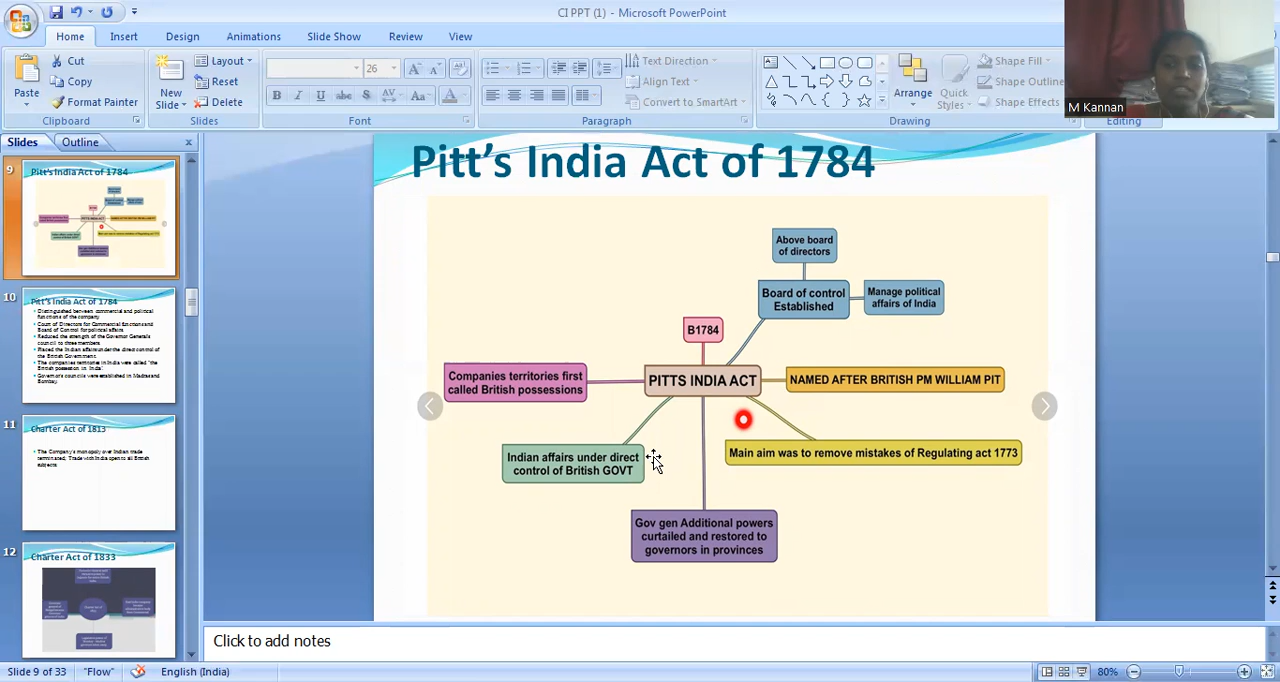 CI PPT (1) - Microsoft PowerPoint
Home Insert Design Animations Slide Show Review View
Paste
Cut
Copy
Format Painter
Clipboard
New
Slide
Layout
Reset
Delete
Slides
26
B I U abc S AV Aa A
Font
Text Direction
Align Text
Convert to SmartArt
Paragraph
Arrange
Quick
Styles
Shape Fill
Shape Outline
Shape Effects
Drawing
Editing
M Kannan
Slides Outline
9
Pitt's India Act of 1784
10
Pitt's India Act of 1784
Distinguished between commercial and political
functions of the company
Court of Directors for Commercial functions and
Board of Control for political affairs.
Reduced the strength of the Governor General's
council to three members
Placed the Indian affairs under the direct control of
the British Government.
The companies territories in India were called "the
British possession in India".
Governor's councils were established in Madras and
Bombay.
11
Charter Act of 1813
The Company's monopoly over Indian trade
terminated; Trade with India open to all British
subjects
12
Charter Act of 1833
Pitt's India Act of 1784
Above board
of directors
Board of control
Established
Manage political
affairs of India
B1784
Companies territories first
called British possessions
PITTS INDIA ACT
NAMED AFTER BRITISH PM WILLIAM PIT
Indian affairs under direct
control of British GOVT
Main aim was to remove mistakes of Regulating act 1773
Gov gen Additional powers
curtailed and restored to
governors in provinces
Click to add notes
Slide 9 of 33 "Flow" English (India) 80%